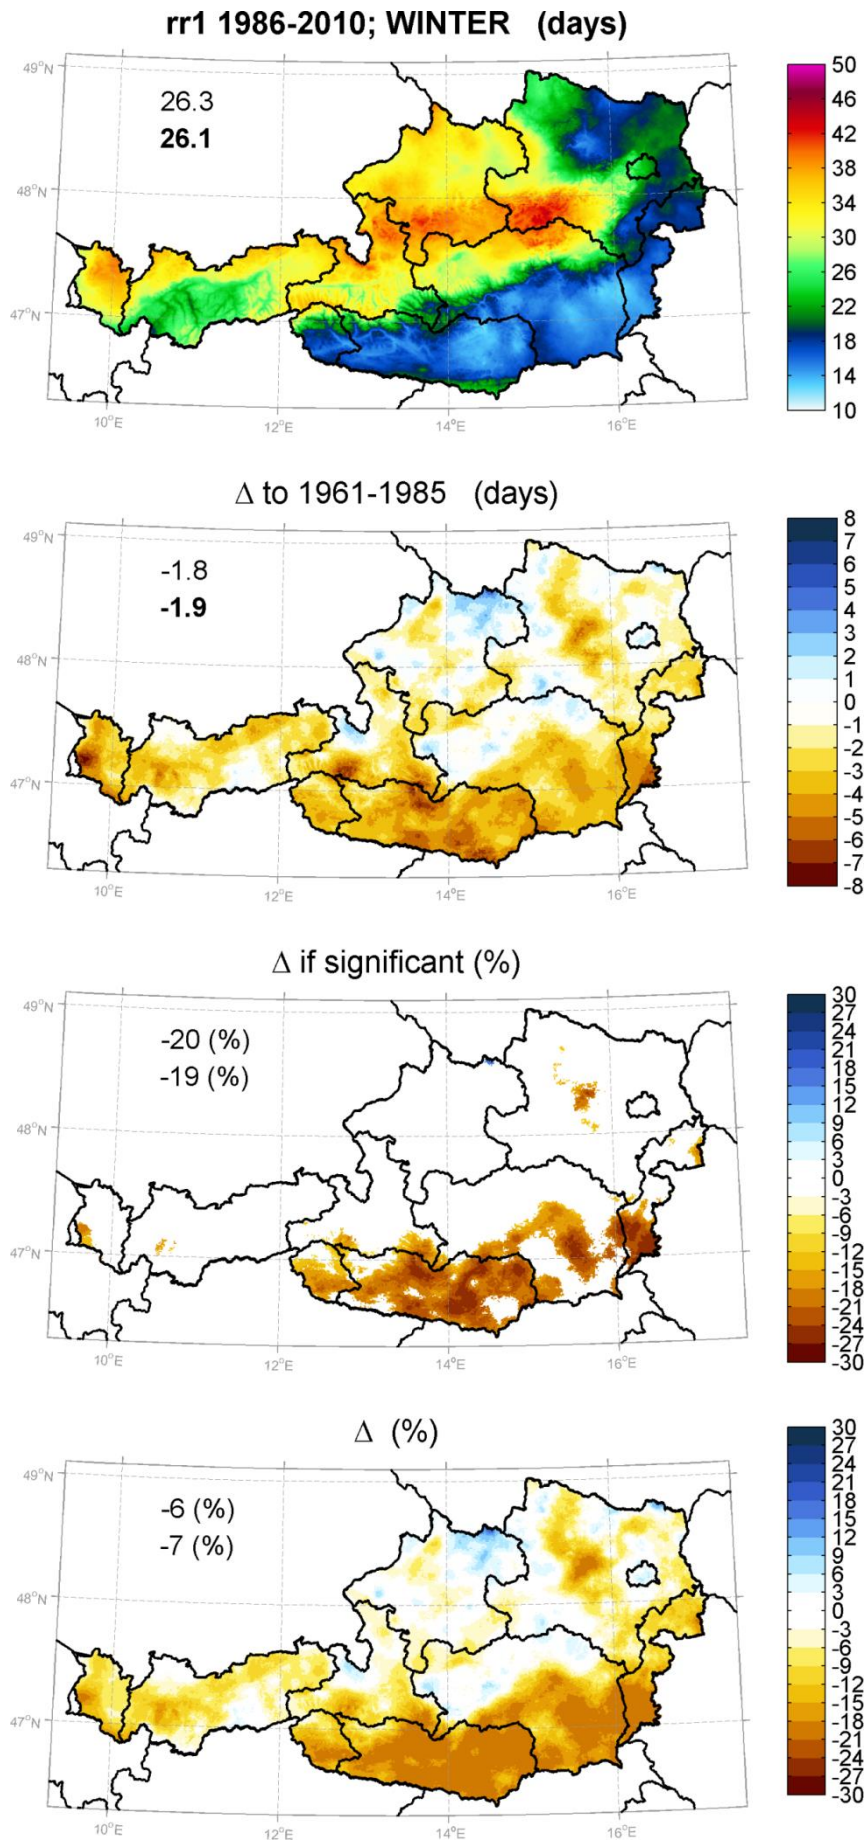 rr1 1986-2010; WINTER (days)
49°N
48°N
47°N
10°E
12°E
14°E
16°E
26.3
26.1
50
46
42
38
34
30
26
22
18
14
10
Δ to 1961-1985 (days)
49°N
48°N
47°N
10°E
12°E
14°E
16°E
-1.8
-1.9
8
7
6
5
4
3
2
1
0
-1
-2
-3
-4
-5
-6
-7
-8
Δ if significant (%)
49°N
48°N
47°N
10°E
12°E
14°E
16°E
-20 (%)
-19 (%)
30
27
24
21
18
15
12
9
6
3
0
-3
-6
-9
-12
-15
-18
-21
-24
-27
-30
Δ (%)
49°N
48°N
47°N
10°E
12°E
14°E
16°E
-6 (%)
-7 (%)
30
27
24
21
18
15
12
9
6
3
0
-3
-6
-9
-12
-15
-18
-21
-24
-27
-30